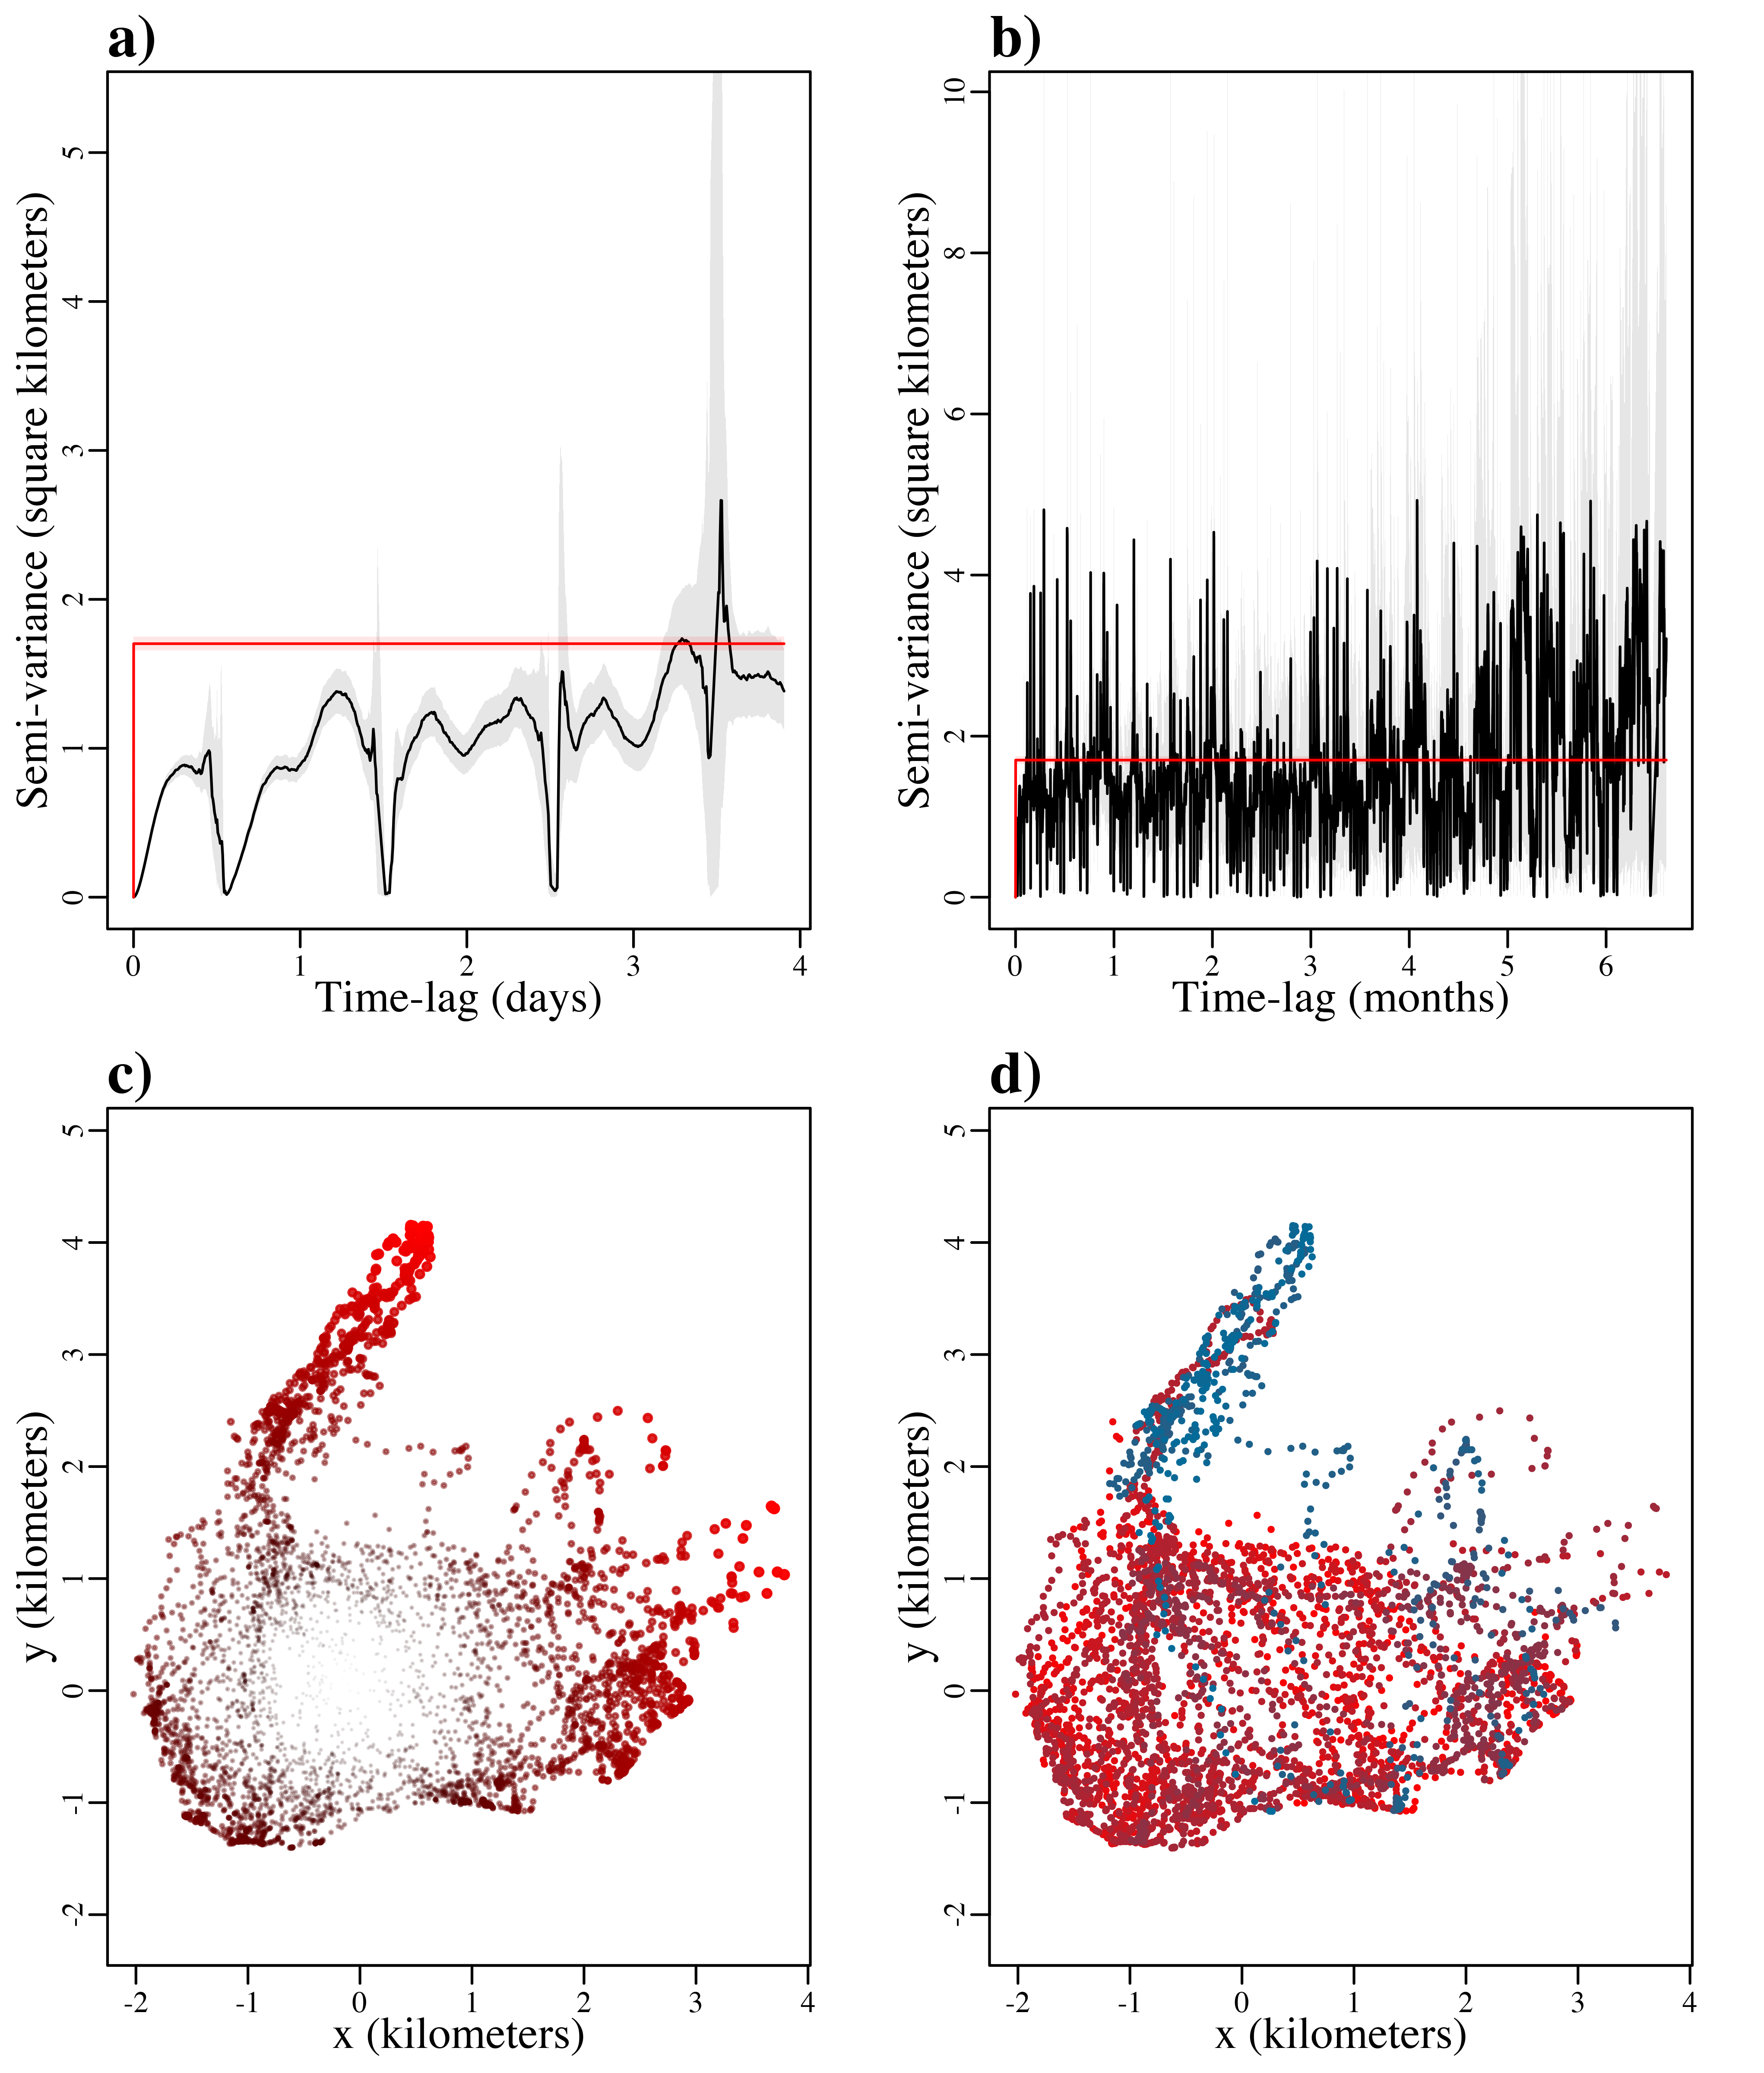 a)
Semi-variance (square kilometers)
5
4
3
2
1
0
0 1 2 3 4
Time-lag (days)
b)
Semi-variance (square kilometers)
10
8
6
4
2
0
0 1 2 3 4 5 6
Time-lag (months)
c)
y (kilometers)
5
4
3
2
1
0
-1
-2
-2 -1 0 1 2 3 4
x (kilometers)
d)
y (kilometers)
5
4
3
2
1
0
-1
-2
-2 -1 0 1 2 3 4
x (kilometers)